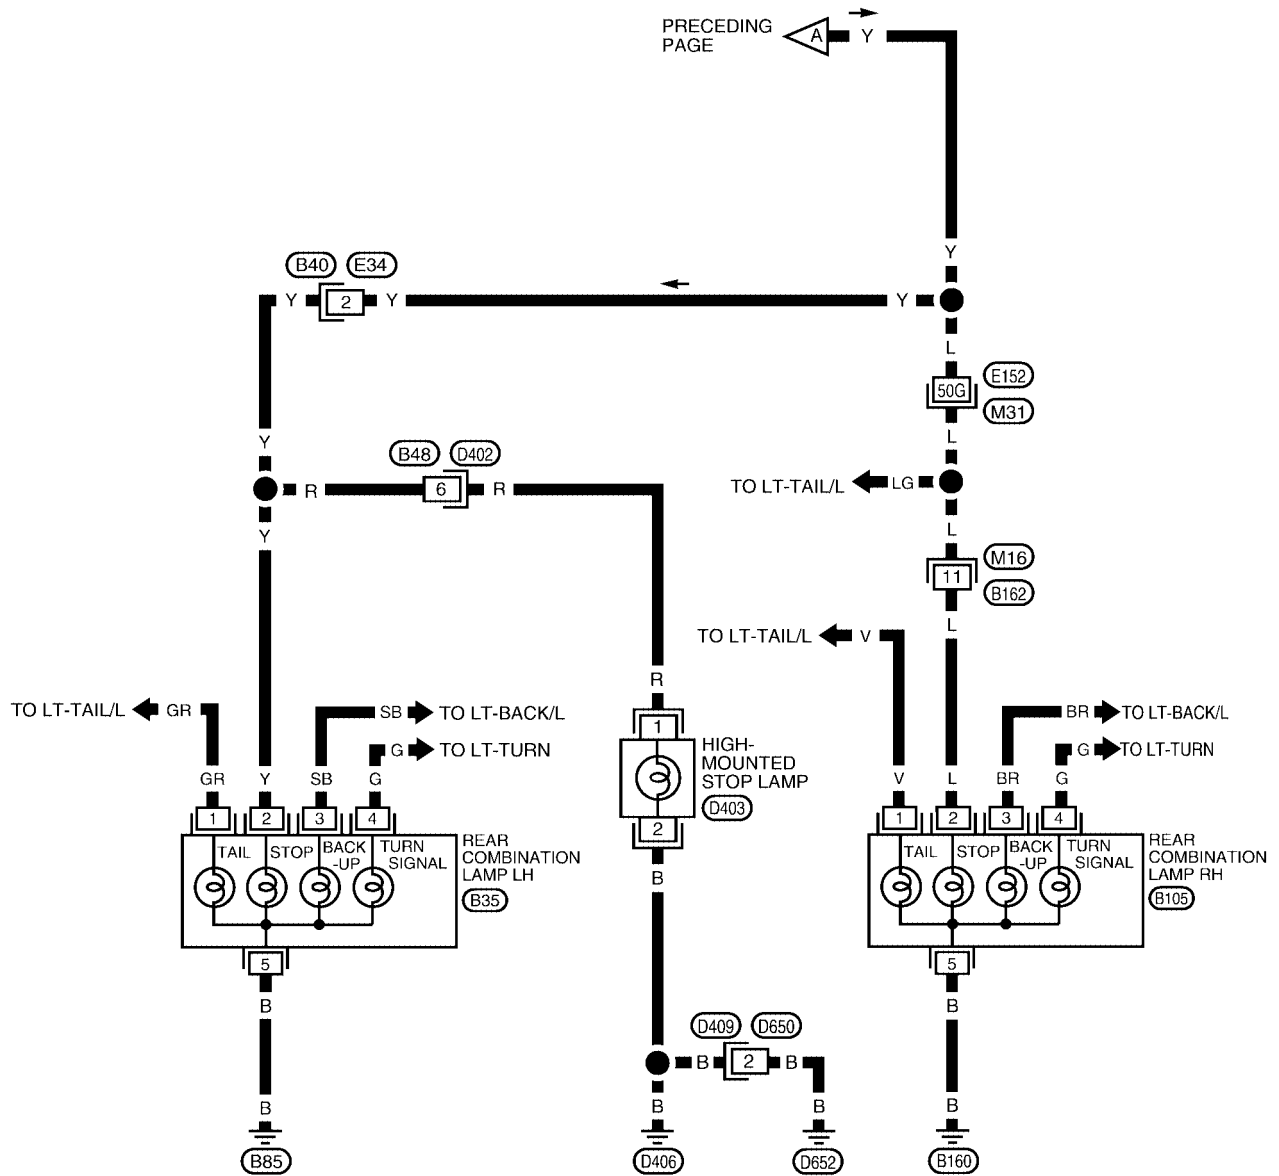 PRECEDING
PAGE
A
Y
Y
B40
E34
Y
2
Y
Y
L
50G
E152
M31
L
Y
B48
D402
R
6
R
TO LT-TAIL/L
LG
Y
L
11
M16
B162
L
TO LT-TAIL/L
V
R
TO LT-TAIL/L
GR
SB
TO LT-BACK/L
G
TO LT-TURN
BR
TO LT-BACK/L
G
TO LT-TURN
1
HIGH-
MOUNTED
STOP LAMP
D403
2
B
GR
Y
SB
G
1
2
3
4
TAIL
STOP
BACK
-UP
TURN
SIGNAL
REAR
COMBINATION
LAMP LH
B35
5
B
V
L
BR
G
1
2
3
4
TAIL
STOP
BACK
-UP
TURN
SIGNAL
REAR
COMBINATION
LAMP RH
B105
5
B
D409
D650
B
2
B
B
B
B
B
B85
D406
D652
B160